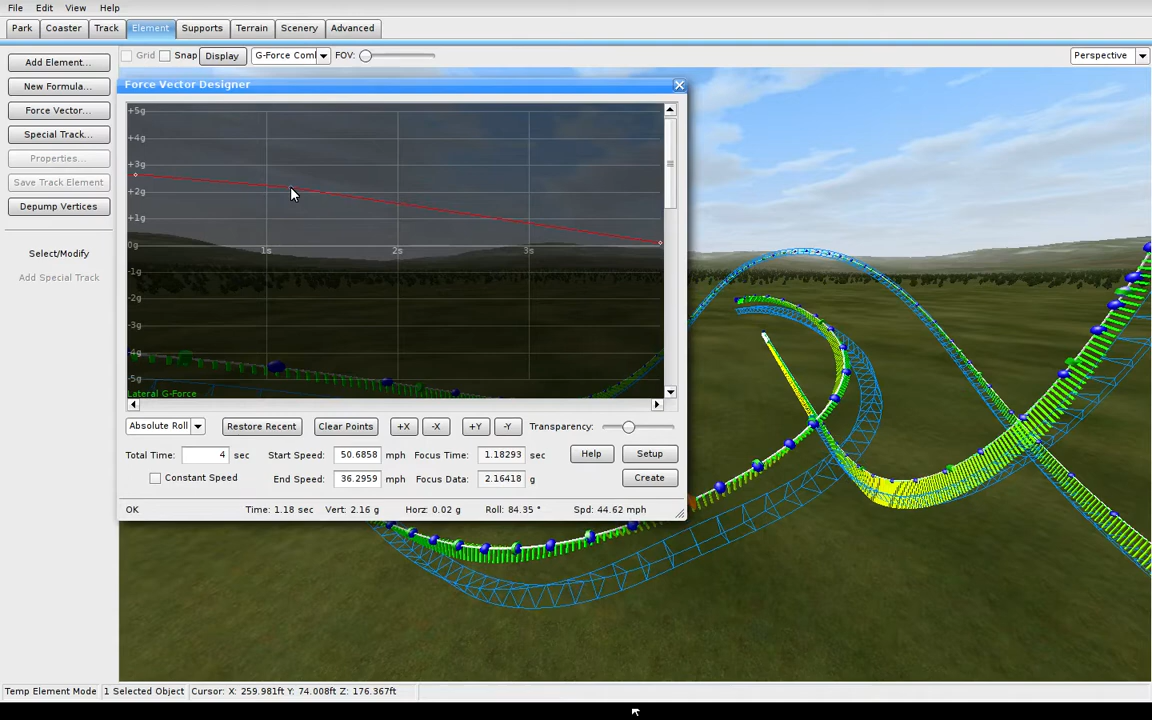 File Edit View Help
Park Coaster Track Element Supports Terrain Scenery Advanced
Add Element...
New Formula...
Force Vector...
Special Track...
Properties...
Save Track Element
Depump Vertices
Select/Modify
Add Special Track
Grid Snap Display G-Force Coml FOV: Perspective
Force Vector Designer
+5g
+4g
+3g
+2g
+1g
0g 1s 2s 3s
-1g
-2g
-3g
-4g
-5g
Lateral G-Force
Absolute Roll Restore Recent Clear Points +X -X +Y -Y Transparency:
Total Time: 4 sec Start Speed: 50.6858 mph Focus Time: 1.18293 sec Help Setup
Constant Speed End Speed: 36.2959 mph Focus Data: 2.16418 g Create
OK Time: 1.18 sec Vert: 2.16 g Horz: 0.02 g Roll: 84.35 ° Spd: 44.62 mph
Temp Element Mode 1 Selected Object Cursor: X: 259.981ft Y: 74.008ft Z: 176.367ft